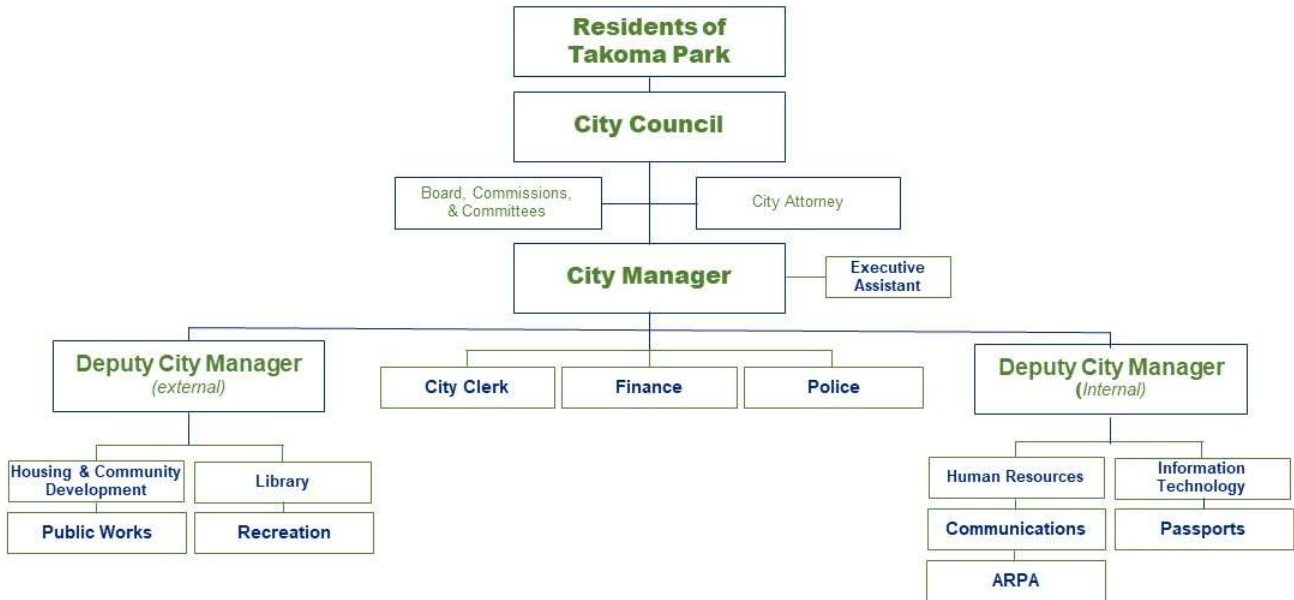 Residents of
Takoma Park
City Council
Board, Commissions,
& Committees
City Attorney
City Manager
Executive
Assistant
Deputy City Manager
(external)
City Clerk
Finance
Police
Deputy City Manager
(Internal)
Housing & Community
Development
Library
Human Resources
Information
Technology
Public Works
Recreation
Communications
Passports
ARPA